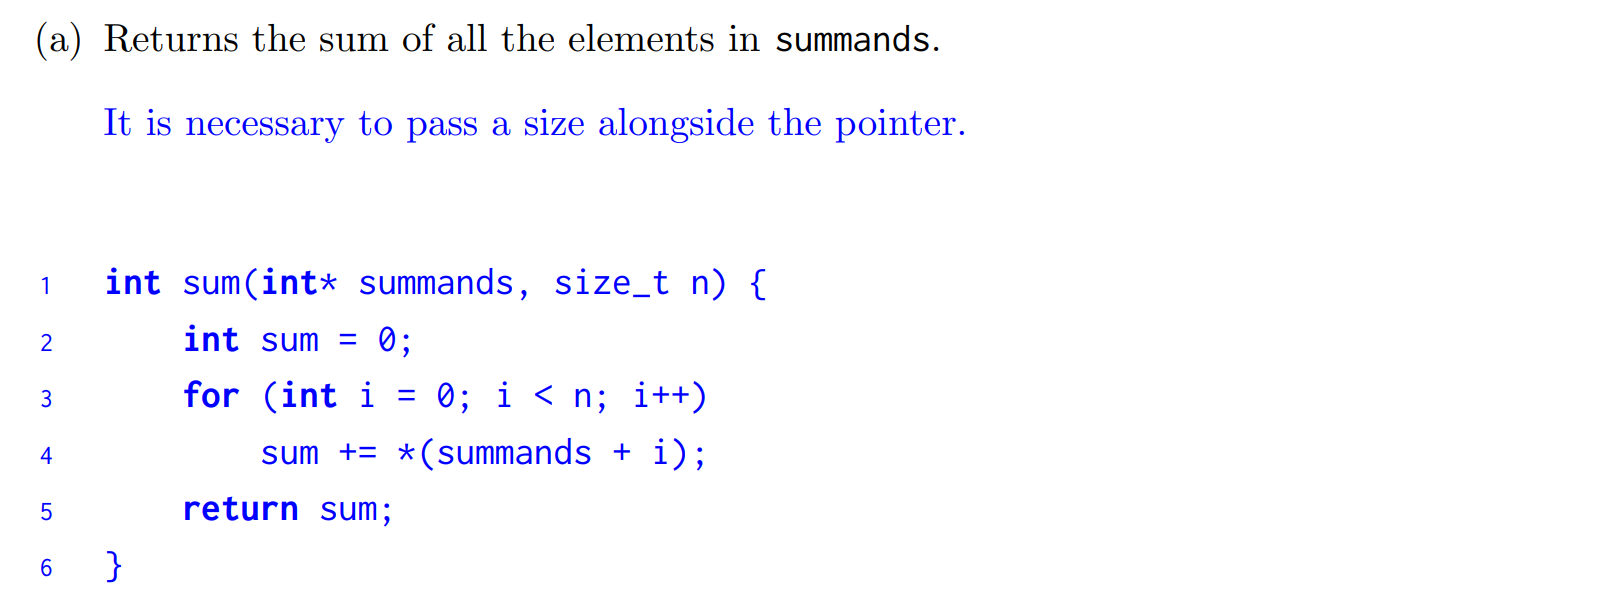 (a) Returns the sum of all the elements in summands.
It is necessary to pass a size alongside the pointer.
1 int sum(int* summands, size_t n) {
2     int sum = 0;
3     for (int i = 0; i < n; i++)
4         sum += *(summands + i);
5     return sum;
6 }